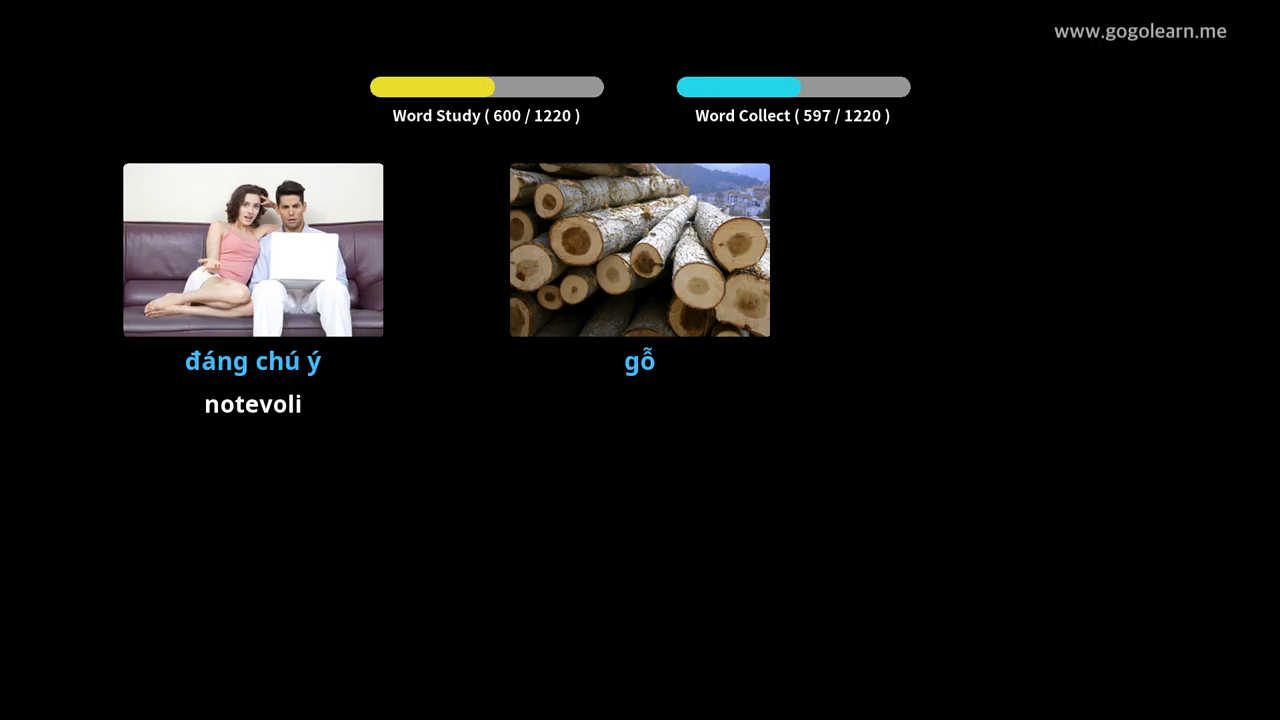 www.gogolearn.me
Word Study ( 600 / 1220 )
Word Collect ( 597 / 1220 )
đáng chú ý
gỗ
notevoli